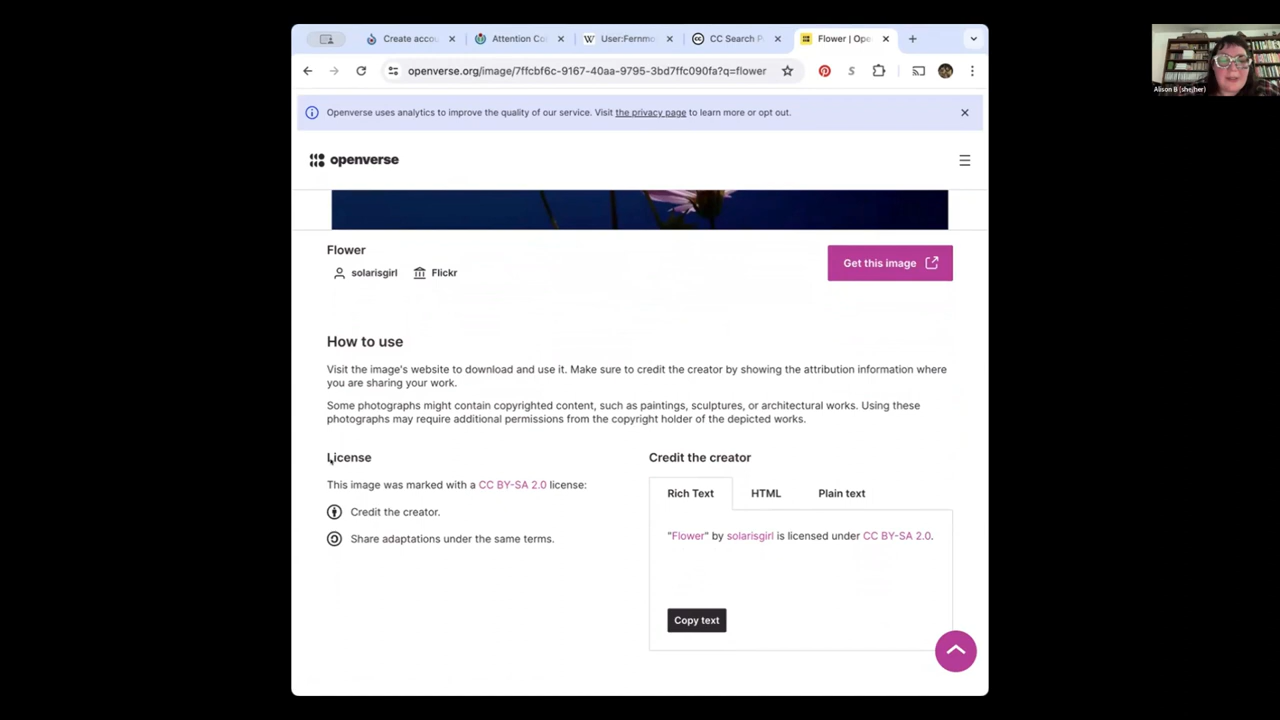 Create accou
Attention Co
User:Fernmo
CC Search P
Flower | Ope
openverse.org/image/7ffcbf6c-9167-40aa-9795-3bd7ffc090fa?q=flower
Alison B (she/her)
Openverse uses analytics to improve the quality of our service. Visit the privacy page to learn more or opt out.
openverse
Flower
solarisgirl
Flickr
Get this image
How to use
Visit the image's website to download and use it. Make sure to credit the creator by showing the attribution information where
you are sharing your work.
Some photographs might contain copyrighted content, such as paintings, sculptures, or architectural works. Using these
photographs may require additional permissions from the copyright holder of the depicted works.
License
This image was marked with a CC BY-SA 2.0 license:
Credit the creator.
Share adaptations under the same terms.
Credit the creator
Rich Text
HTML
Plain text
"Flower" by solarisgirl is licensed under CC BY-SA 2.0.
Copy text